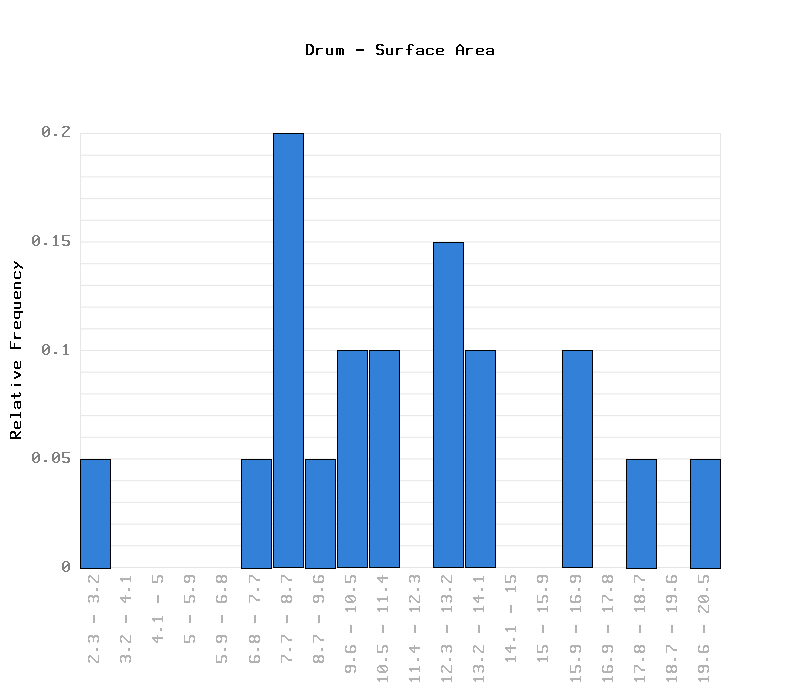 Drum - Surface Area
0.2
0.15
0.1
0.05
0
Relative Frequency
2.3 - 3.2
3.2 - 4.1
4.1 - 5
5 - 5.9
5.9 - 6.8
6.8 - 7.7
7.7 - 8.7
8.7 - 9.6
9.6 - 10.5
10.5 - 11.4
11.4 - 12.3
12.3 - 13.2
13.2 - 14.1
14.1 - 15
15 - 15.9
15.9 - 16.9
16.9 - 17.8
17.8 - 18.7
18.7 - 19.6
19.6 - 20.5